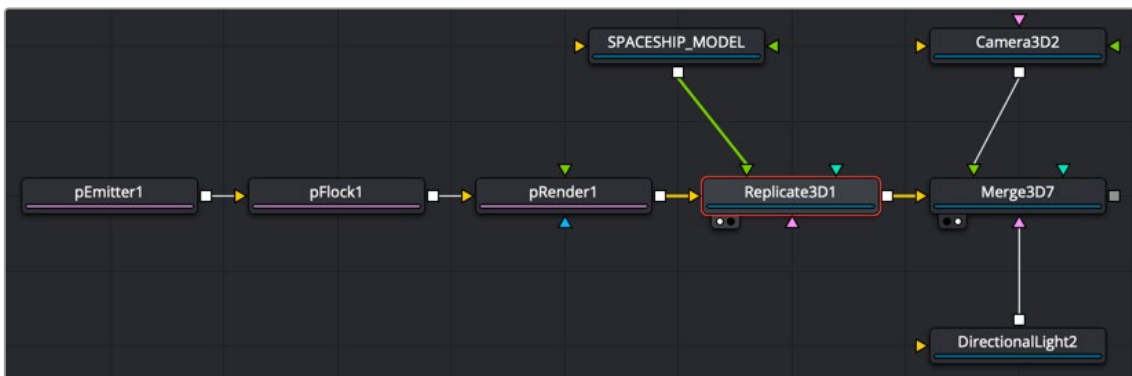 SPACESHIP_MODEL
Camera3D2
pEmitter1
pFlock1
pRender1
Replicate3D1
Merge3D7
DirectionalLight2